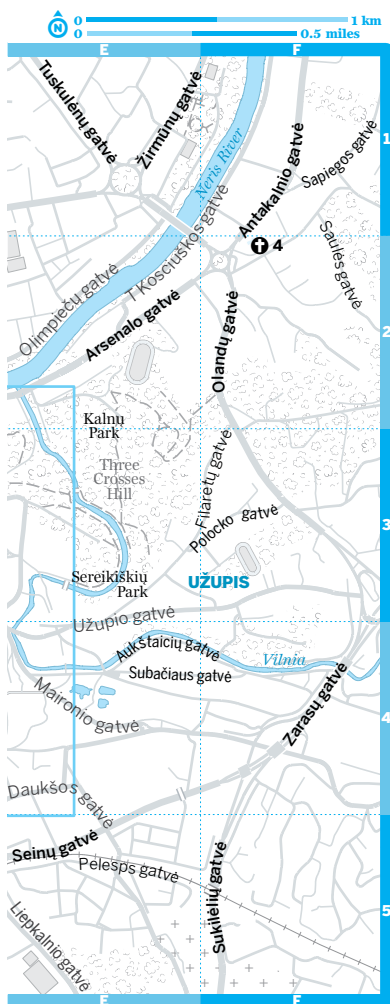 N
0 1 km
0 0.5 miles
E F
1
Tuskulėnų gatvė
Žirmūnų gatvė
Neris River
Antakalnio gatvė
Sapiegos gatvė
T Kosciuškos gatvė
4
Saulės gatvė
Olimpiečų gatvė
Arsenalo gatvė
2
Olandų gatvė
Kalnų
Park
Three
Crosses
Hill
Filaretų gatvė
3
Polocko gatvė
Sereikiškių
Park
UŽUPIS
Užupio gatvė
Aukštaicių gatvė
Vilnia
Subačiaus gatvė
Maironio gatvė
4
Zarasų gatvė
Daukšos gatvė
Seinų gatvė
Pelesps gatvė
Sukilėlių gatvė
5
Liepkalnio gatvė
E F